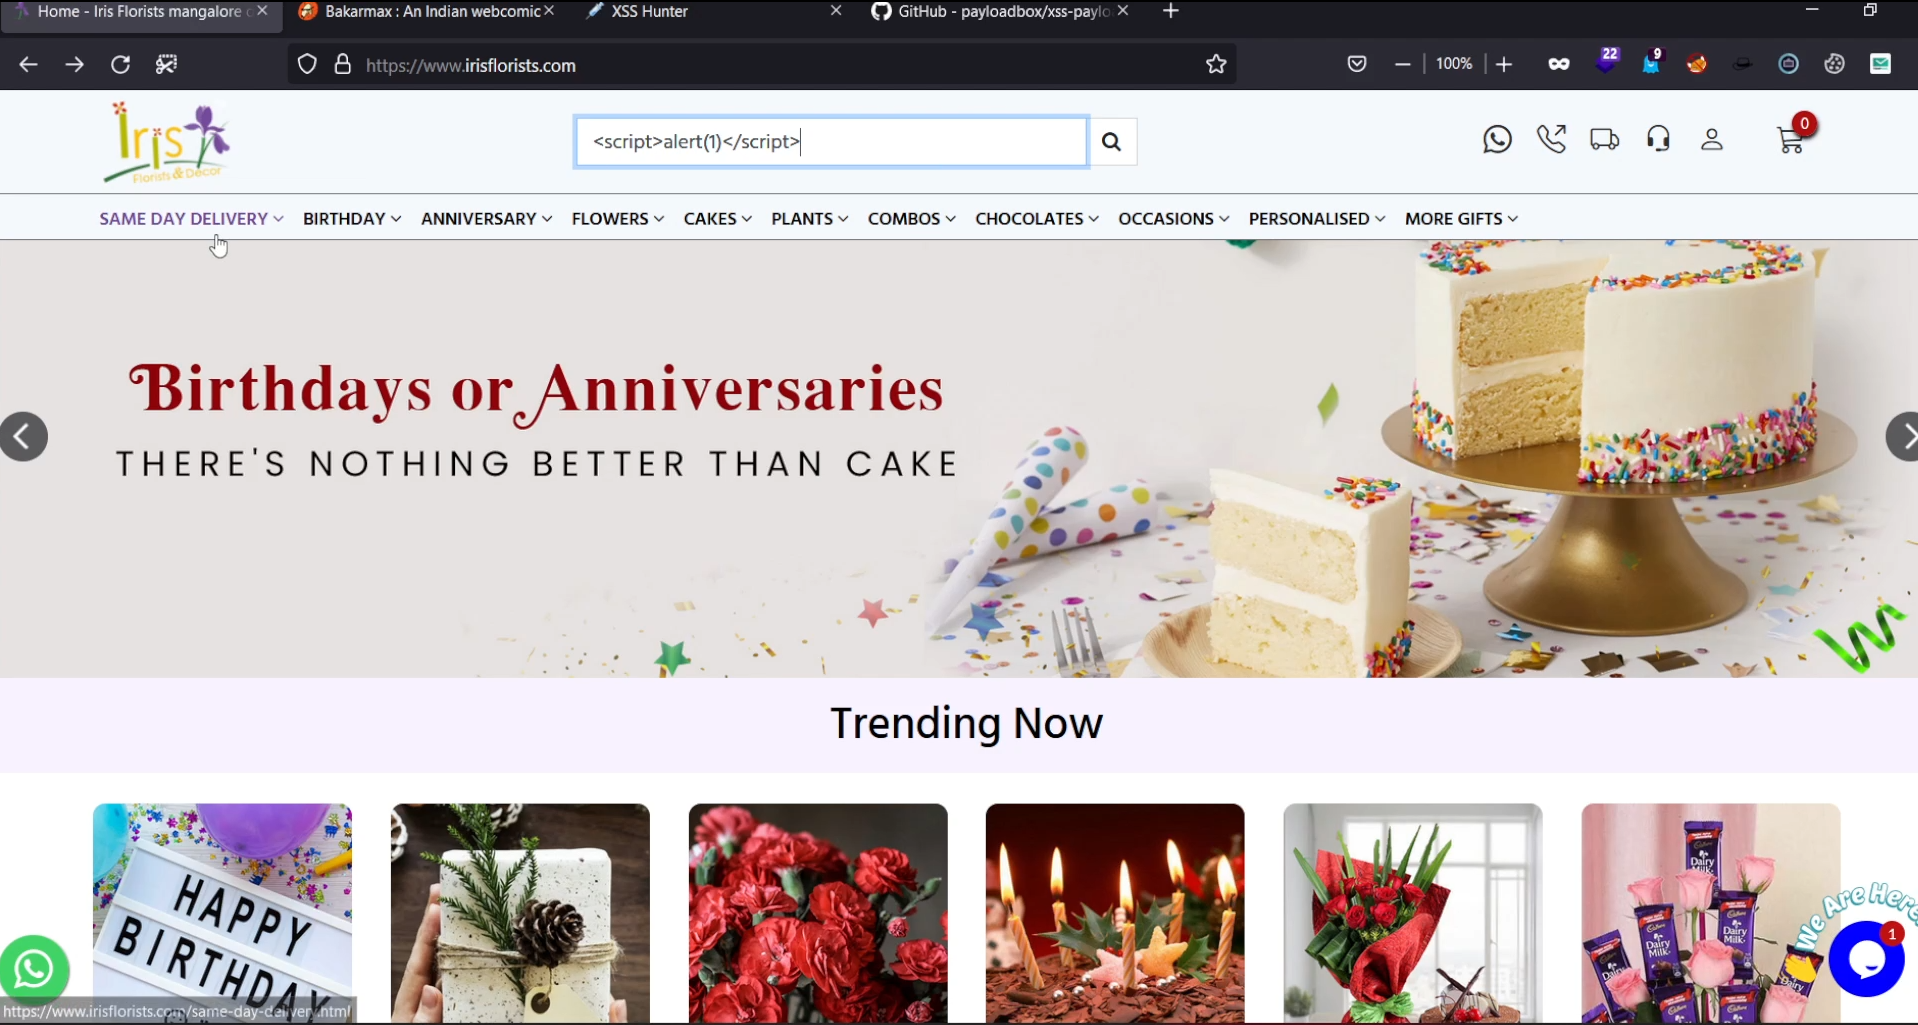 Home - Iris Florists mangalore
Bakarmax : An Indian webcomic
XSS Hunter
GitHub - payloadbox/xss-paylo
https://www.irisflorists.com
100%
22
9
Iris
Florists & Decor
<script>alert(1)</script>
0
SAME DAY DELIVERY
BIRTHDAY
ANNIVERSARY
FLOWERS
CAKES
PLANTS
COMBOS
CHOCOLATES
OCCASIONS
PERSONALISED
MORE GIFTS
Birthdays or Anniversaries
THERE'S NOTHING BETTER THAN CAKE
Trending Now
HAPPY
BIRTHDAY
Dairy
Milk
Dairy
Milk
Dairy
Milk
We Are Here
1
https://www.irisflorists.com/same-day-delivery.html